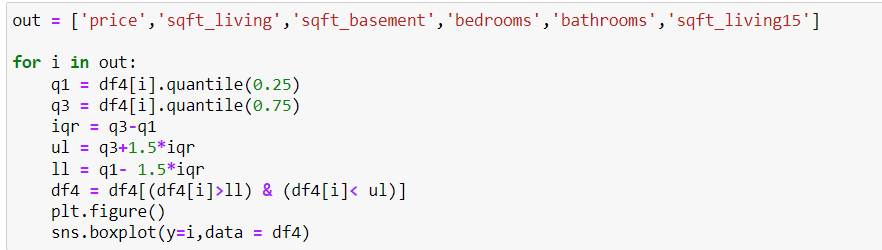 out = ['price','sqft_living','sqft_basement','bedrooms','bathrooms','sqft_living15']
for i in out:
    q1 = df4[i].quantile(0.25)
    q3 = df4[i].quantile(0.75)
    iqr = q3-q1
    ul = q3+1.5*iqr
    ll = q1- 1.5*iqr
    df4 = df4[(df4[i]>ll) & (df4[i]< ul)]
    plt.figure()
    sns.boxplot(y=i,data = df4)